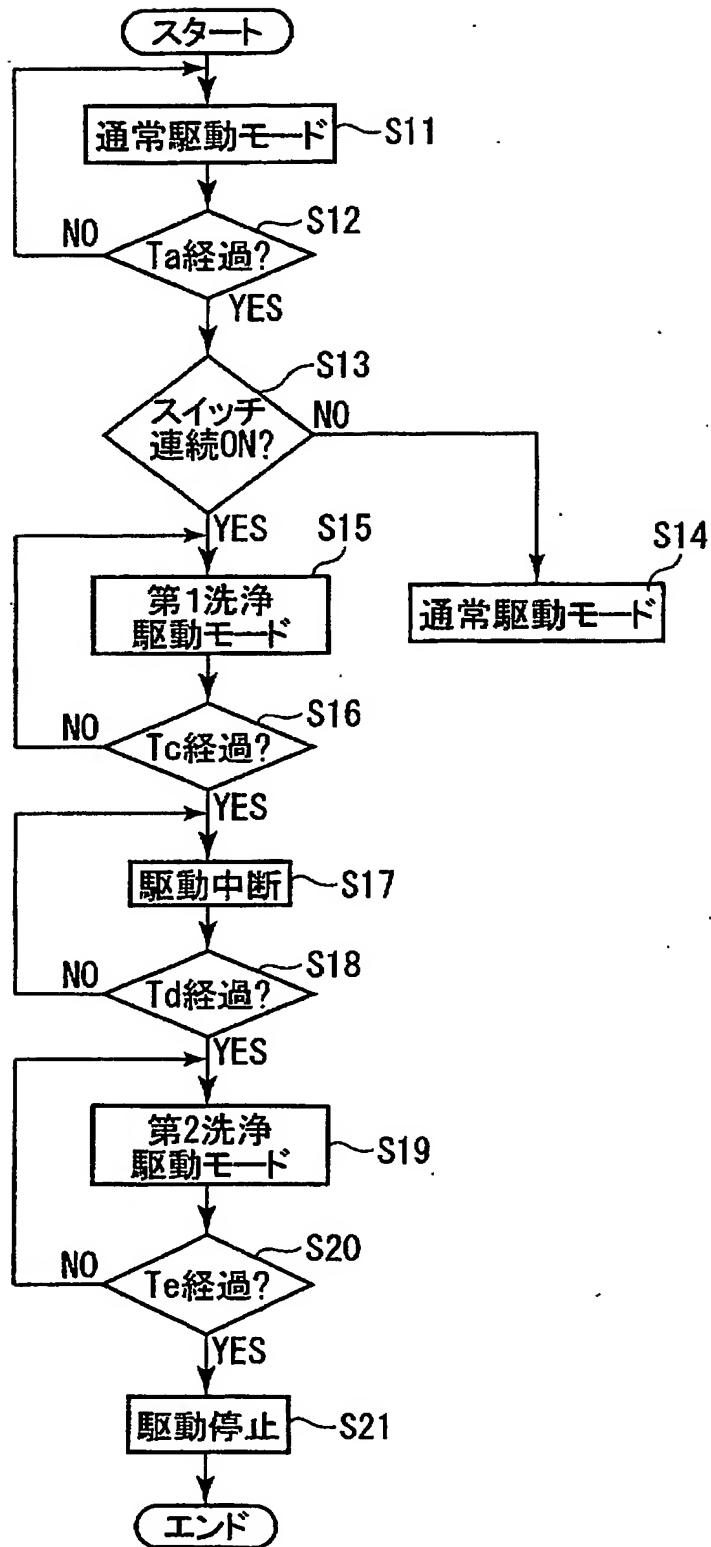 スタート
通常駆動モード
S11
S12
NO
Ta経過?
YES
S13
スイッチ
連続ON?
NO
YES
S15
S14
第1洗浄
駆動モード
通常駆動モード
S16
NO
Tc経過?
YES
駆動中断
S17
S18
NO
Td経過?
YES
第2洗浄
駆動モード
S19
S20
NO
Te経過?
YES
駆動停止
S21
エンド